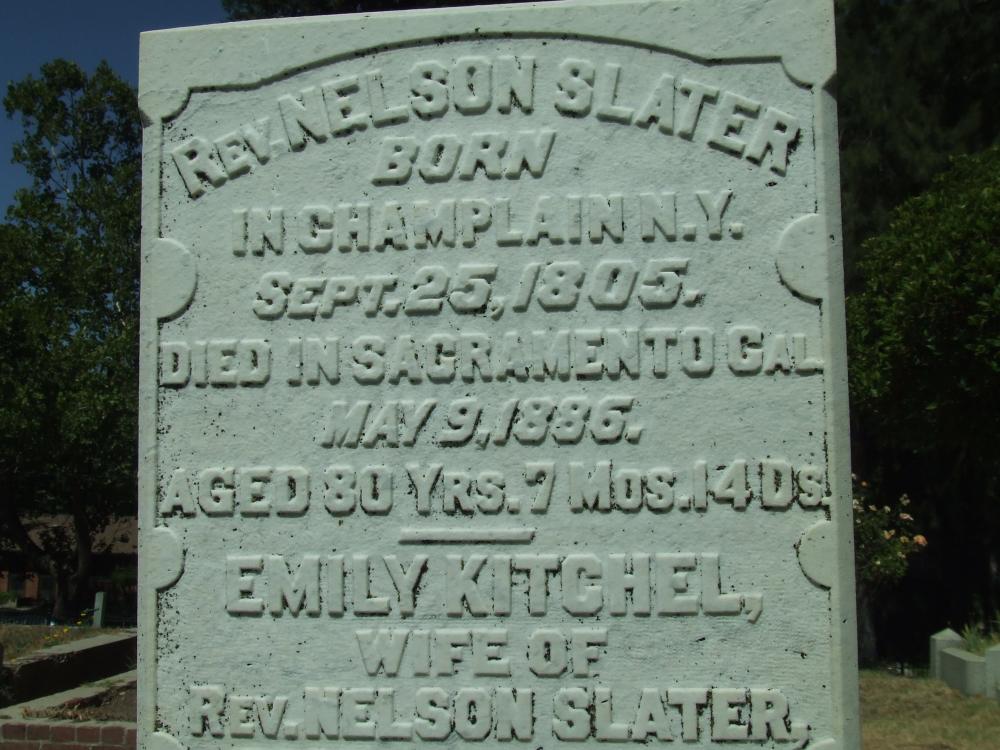 REV. NELSON SLATER
BORN
IN CHAMPLAIN N.Y.
SEPT. 25, 1805.
DIED IN SACRAMENTO CAL
MAY 9, 1886.
AGED 80 YRS. 7 MOS. 14 DS.
EMILY KITCHEL,
WIFE OF
REV. NELSON SLATER,